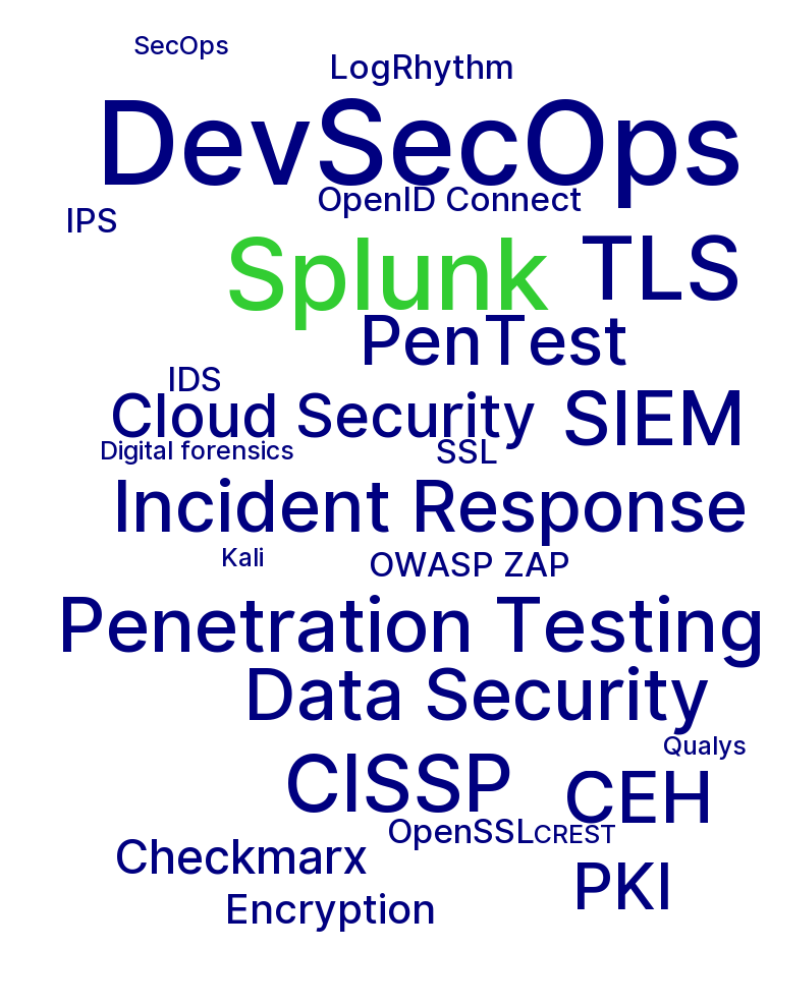 SecOps
LogRhythm
DevSecOps
OpenID Connect
IPS
Splunk
TLS
PenTest
IDS
Cloud Security
SIEM
Digital forensics
SSL
Incident Response
Kali
OWASP ZAP
Penetration Testing
Data Security
Qualys
CISSP
CEH
OpenSSL
CREST
Checkmarx
PKI
Encryption